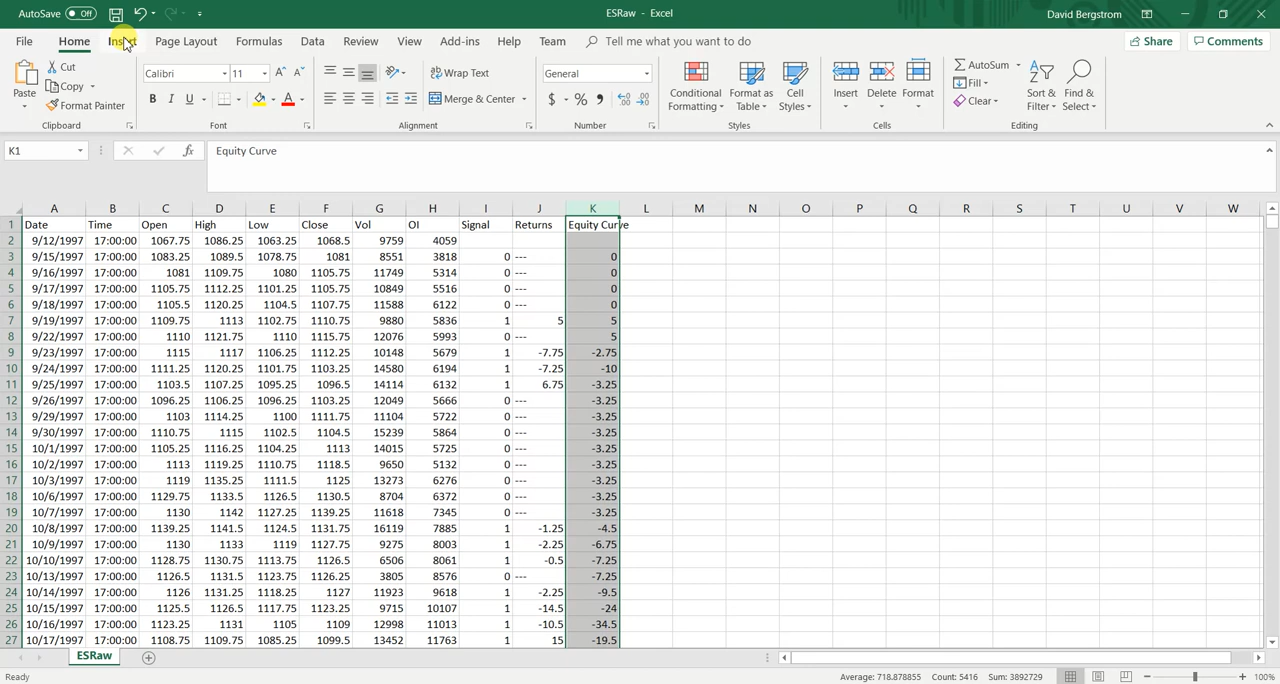 AutoSave Off ESRaw - Excel David Bergstrom
File Home Insert Page Layout Formulas Data Review View Add-ins Help Team Tell me what you want to do Share Comments
Paste Cut Copy Format Painter Clipboard
Calibri 11 B I U A Font
Wrap Text Merge & Center Alignment
General $ % , Number
Conditional Formatting Format as Table Cell Styles Styles
Insert Delete Format Cells
AutoSum Fill Clear Sort & Filter Find & Select Editing
K1 fx Equity Curve
A B C D E F G H I J K L M N O P Q R S T U V W
1 Date Time Open High Low Close Vol OI Signal Returns Equity Curve
2 9/12/1997 17:00:00 1067.75 1086.25 1063.25 1068.5 9759 4059
3 9/15/1997 17:00:00 1083.25 1089.5 1078.75 1081 8551 3818 0 --- 0
4 9/16/1997 17:00:00 1081 1109.75 1080 1105.75 11749 5314 0 --- 0
5 9/17/1997 17:00:00 1105.75 1112.25 1101.25 1105.75 10849 5516 0 --- 0
6 9/18/1997 17:00:00 1105.5 1120.25 1104.5 1107.75 11588 6122 0 --- 0
7 9/19/1997 17:00:00 1109.75 1113 1102.75 1110.75 9880 5836 1 5 5
8 9/22/1997 17:00:00 1110 1121.75 1110 1115.75 12076 5993 0 --- 5
9 9/23/1997 17:00:00 1115 1117 1106.25 1112.25 10148 5679 1 -7.75 -2.75
10 9/24/1997 17:00:00 1111.25 1120.25 1101.75 1103.25 14580 6194 1 -7.25 -10
11 9/25/1997 17:00:00 1103.5 1107.25 1095.25 1096.5 14114 6132 1 6.75 -3.25
12 9/26/1997 17:00:00 1096.25 1106.25 1096.25 1103.25 12049 5666 0 --- -3.25
13 9/29/1997 17:00:00 1103 1114.25 1100 1111.75 11104 5722 0 --- -3.25
14 9/30/1997 17:00:00 1110.75 1115 1102.5 1104.5 15239 5864 0 --- -3.25
15 10/1/1997 17:00:00 1105.25 1116.25 1104.25 1113 14015 5725 0 --- -3.25
16 10/2/1997 17:00:00 1113 1119.25 1110.75 1118.5 9650 5132 0 --- -3.25
17 10/3/1997 17:00:00 1119 1135.25 1111.5 1125 13273 6276 0 --- -3.25
18 10/6/1997 17:00:00 1129.75 1133.5 1126.5 1130.5 8704 6372 0 --- -3.25
19 10/7/1997 17:00:00 1130 1142 1127.25 1139.25 11618 7345 0 --- -3.25
20 10/8/1997 17:00:00 1139.25 1141.5 1124.5 1131.75 16119 7885 1 -1.25 -4.5
21 10/9/1997 17:00:00 1130 1133 1119 1127.75 9275 8003 1 -2.25 -6.75
22 10/10/1997 17:00:00 1128.75 1130.75 1113.75 1126.5 6506 8061 1 -0.5 -7.25
23 10/13/1997 17:00:00 1126.5 1131.5 1123.75 1126.25 3805 8576 0 --- -7.25
24 10/14/1997 17:00:00 1126 1131.25 1118.25 1127 11923 9618 1 -2.25 -9.5
25 10/15/1997 17:00:00 1125.5 1126.5 1117.75 1123.25 9715 10107 1 -14.5 -24
26 10/16/1997 17:00:00 1123.25 1131 1105 1109 12998 11013 1 -10.5 -34.5
27 10/17/1997 17:00:00 1108.75 1109.75 1085.25 1099.5 13452 11763 1 15 -19.5
ESRaw
Ready Average: 718.878855 Count: 5416 Sum: 3892729 100%